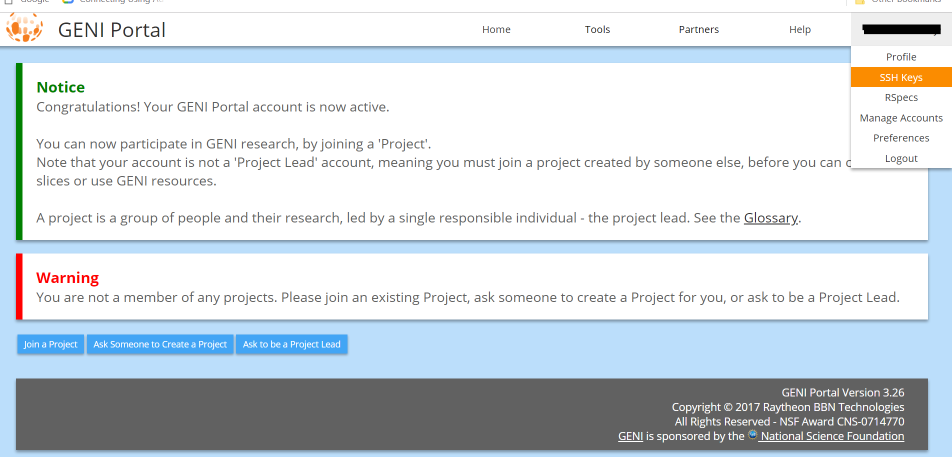 Google
GENI Portal
Home
Tools
Partners
Help
Profile
SSH Keys
RSpecs
Manage Accounts
Preferences
Logout
Notice
Congratulations! Your GENI Portal account is now active.
You can now participate in GENI research, by joining a 'Project'.
Note that your account is not a 'Project Lead' account, meaning you must join a project created by someone else, before you can
slices or use GENI resources.
A project is a group of people and their research, led by a single responsible individual - the project lead. See the Glossary.
Warning
You are not a member of any projects. Please join an existing Project, ask someone to create a Project for you, or ask to be a Project Lead.
Join a Project
Ask Someone to Create a Project
Ask to be a Project Lead
GENI Portal Version 3.26
Copyright © 2017 Raytheon BBN Technologies
All Rights Reserved - NSF Award CNS-0714770
GENI is sponsored by the National Science Foundation